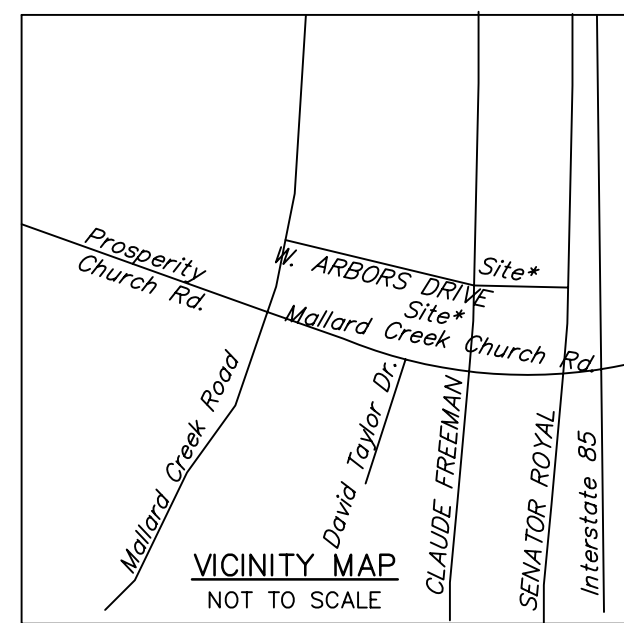 Prosperity
Church Rd.
W. ARBORS DRIVE
Site*
Site*
Mallard Creek Church Rd.
Mallard Creek Road
David Taylor Dr.
CLAUDE FREEMAN
SENATOR ROYAL
Interstate 85
VICINITY MAP
NOT TO SCALE